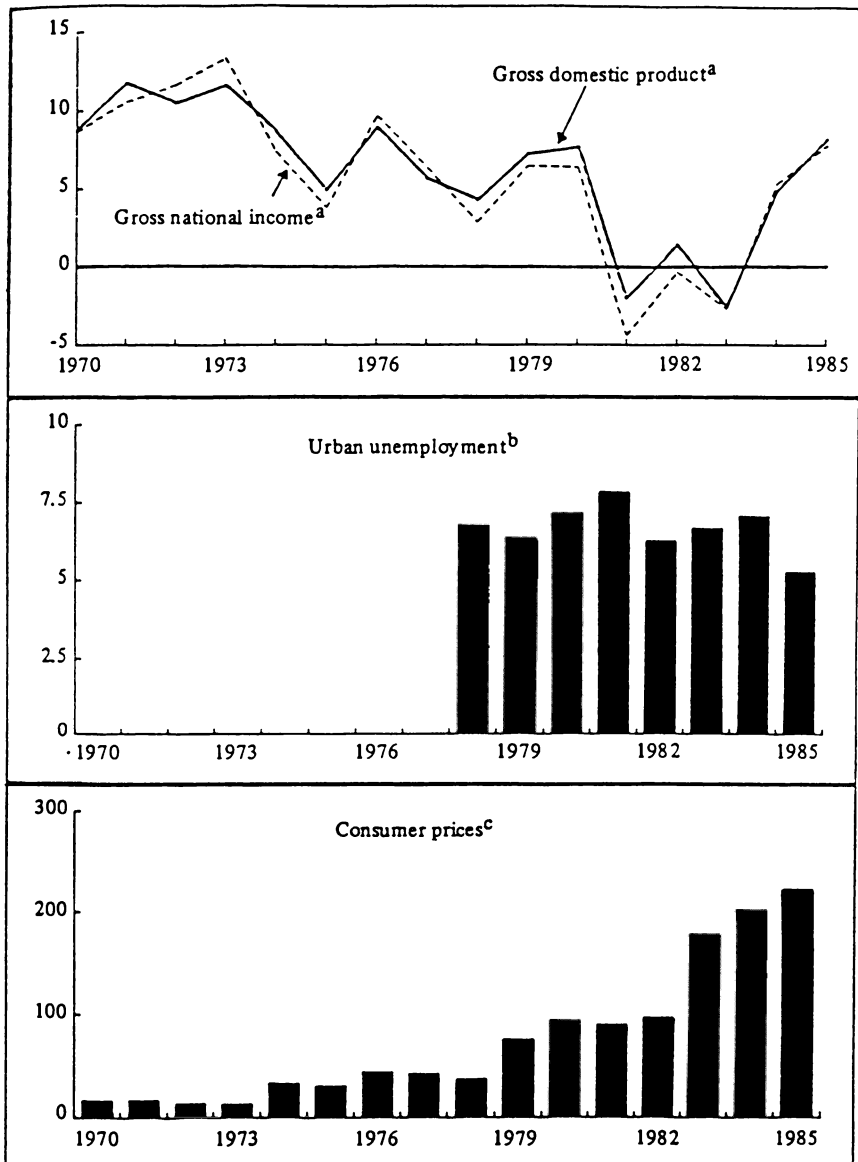 15
Gross domestic product a
10
5
Gross national income a
0
-5
1970 1973 1976 1979 1982 1985
10
Urban unemployment b
7.5
5
2.5
0
1970 1973 1976 1979 1982 1985
300
Consumer prices c
200
100
0
1970 1973 1976 1979 1982 1985